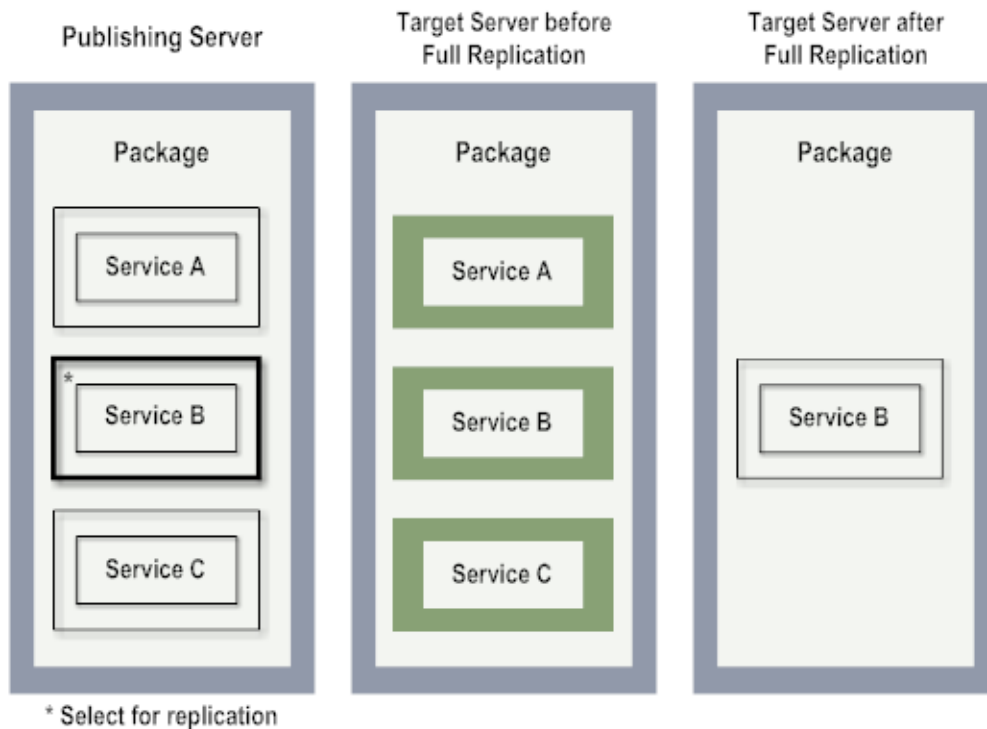 Publishing Server
Package
Service A
*
Service B
Service C
* Select for replication
Target Server before
Full Replication
Package
Service A
Service B
Service C
Target Server after
Full Replication
Package
Service B